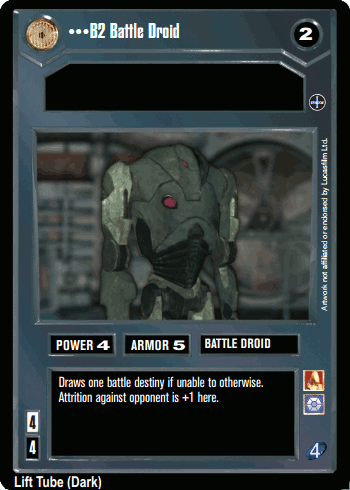 •••B2 Battle Droid
2
EPISODE I
Artwork not affiliated or endorsed by Lucasfilm Ltd.
POWER 4
ARMOR 5
BATTLE DROID
Draws one battle destiny if unable to otherwise.
Attrition against opponent is +1 here.
4
4
4
Lift Tube (Dark)